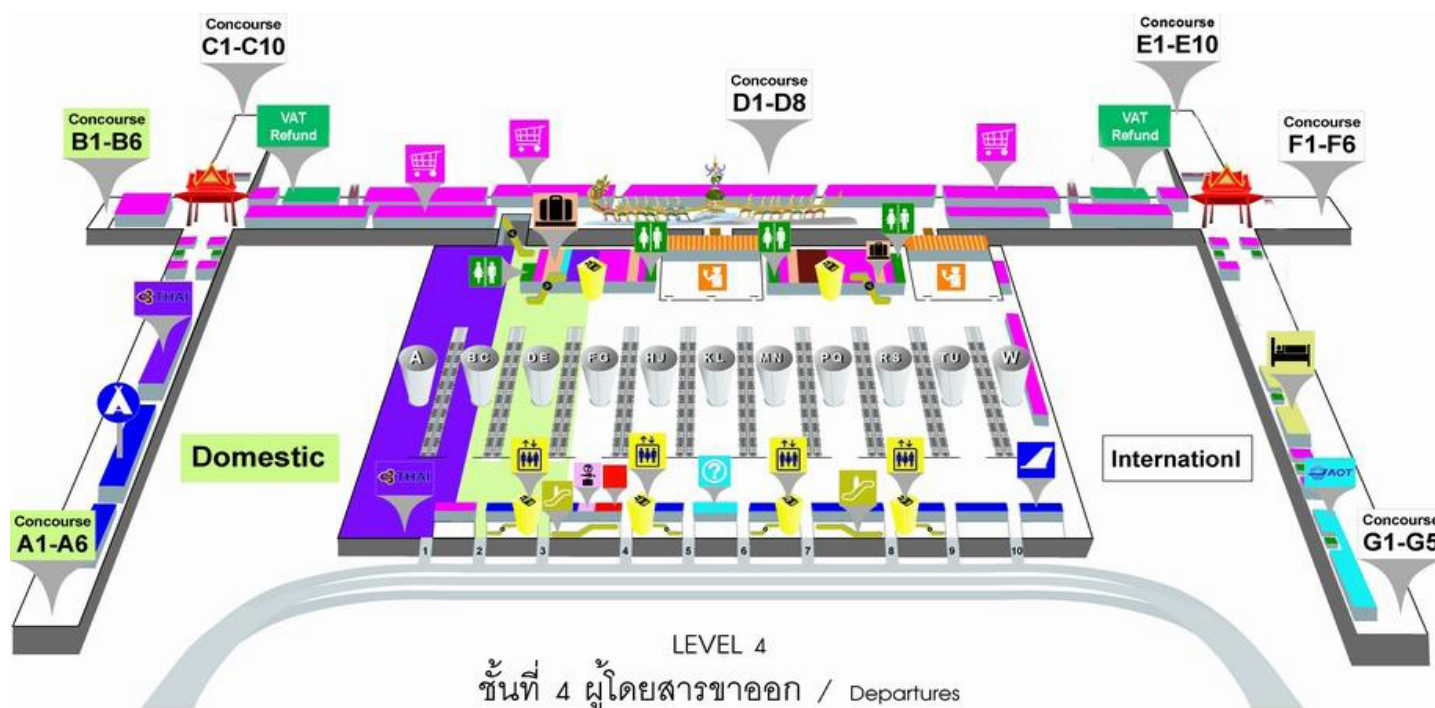 Concourse
C1-C10
Concourse
E1-E10
Concourse
D1-D8
Concourse
B1-B6
VAT
Refund
VAT
Refund
Concourse
F1-F6
THAI
A
BC
DE
FG
HJ
KL
MN
PQ
RS
TU
W
Domestic
THAI
?
Internationl
AOT
Concourse
A1-A6
Concourse
G1-G5
1
2
3
4
5
6
7
8
9
10
LEVEL 4
ชั้นที่ 4 ผู้โดยสารขาออก / Departures